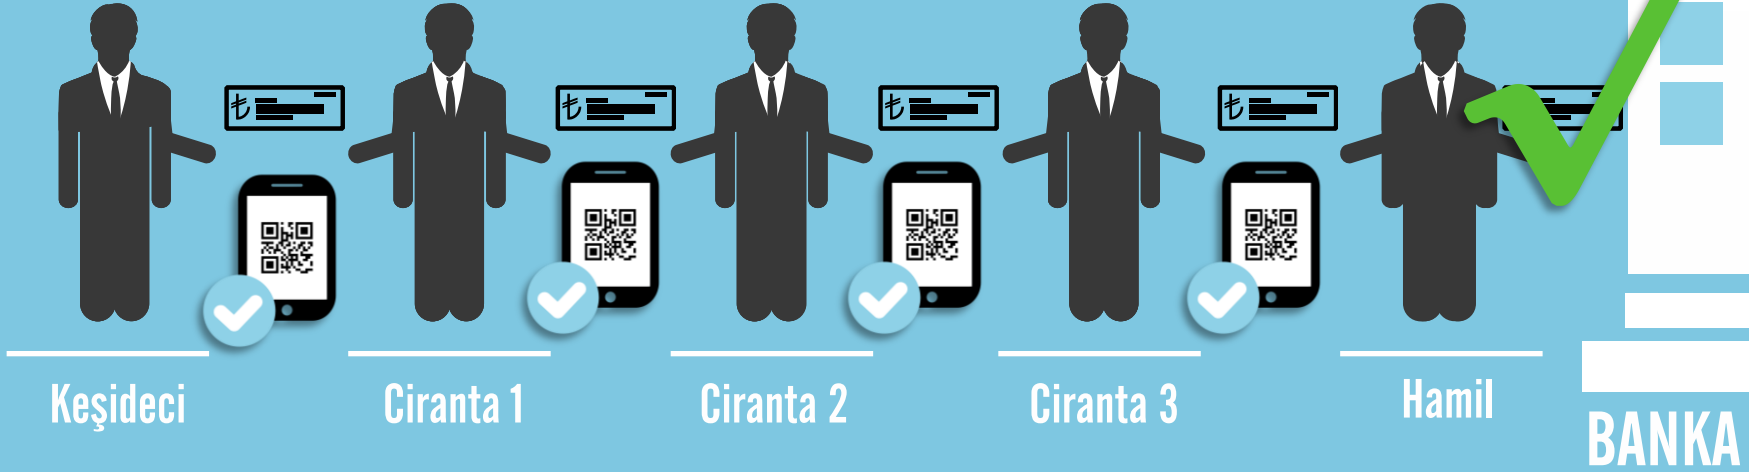 ₺
₺
₺
₺
Keşideci
Ciranta 1
Ciranta 2
Ciranta 3
Hamil
BANKA